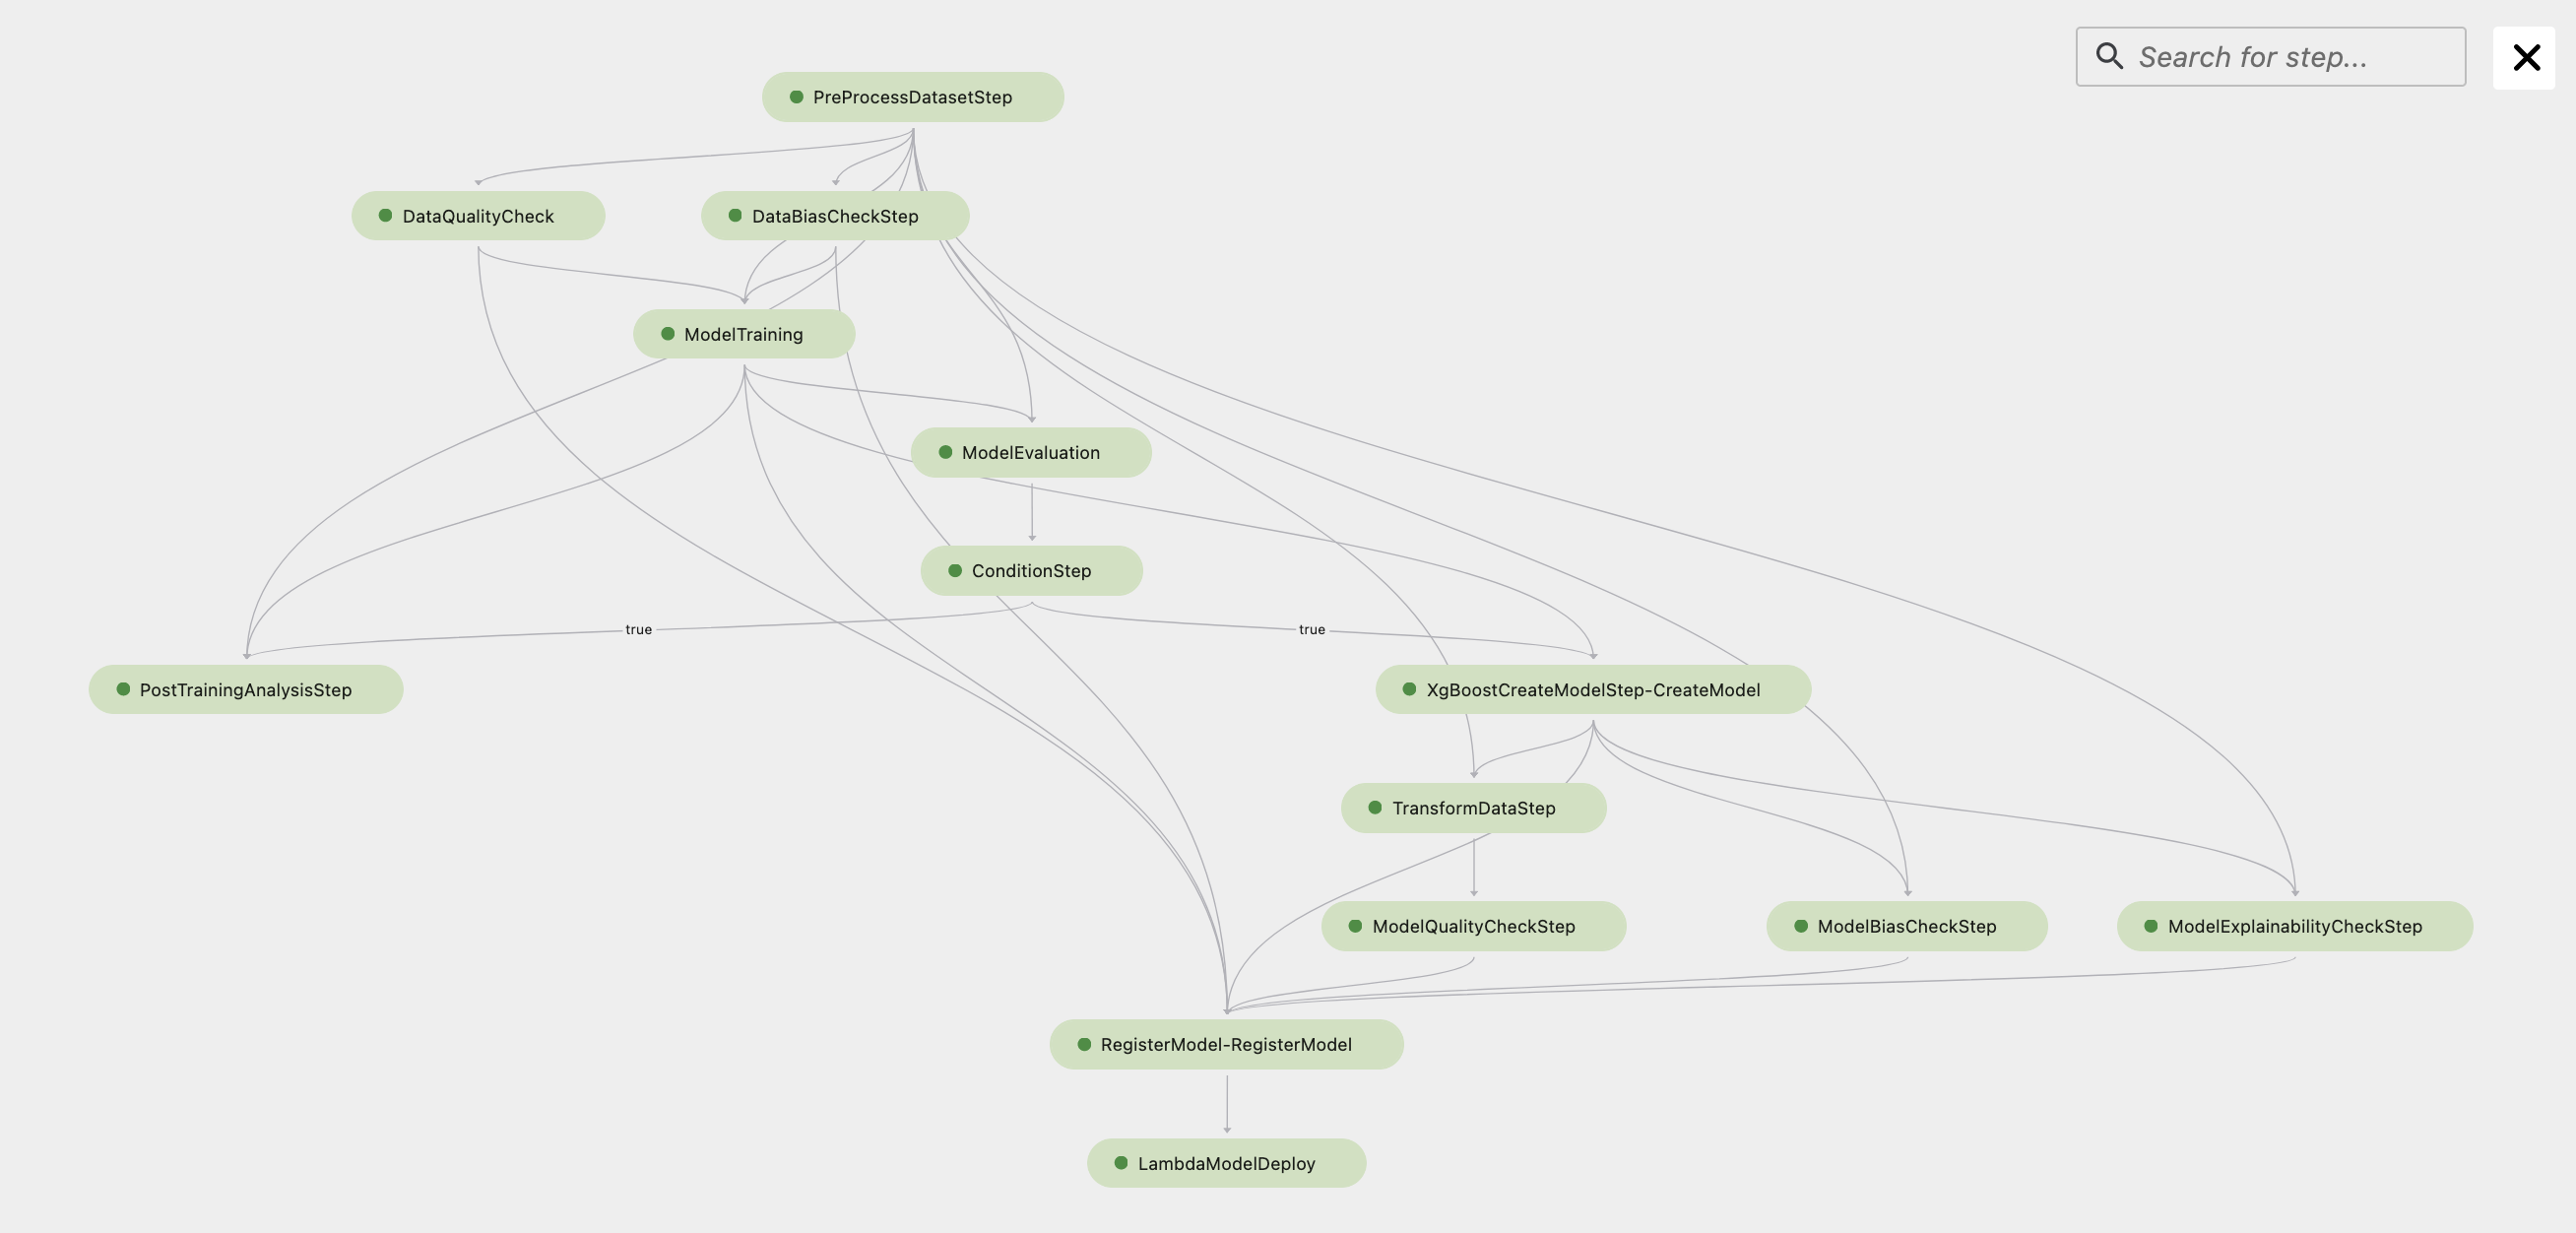 Search for step...
PreProcessDatasetStep
DataQualityCheck
DataBiasCheckStep
ModelTraining
ModelEvaluation
ConditionStep
true
true
PostTrainingAnalysisStep
XgBoostCreateModelStep-CreateModel
TransformDataStep
ModelQualityCheckStep
ModelBiasCheckStep
ModelExplainabilityCheckStep
RegisterModel-RegisterModel
LambdaModelDeploy